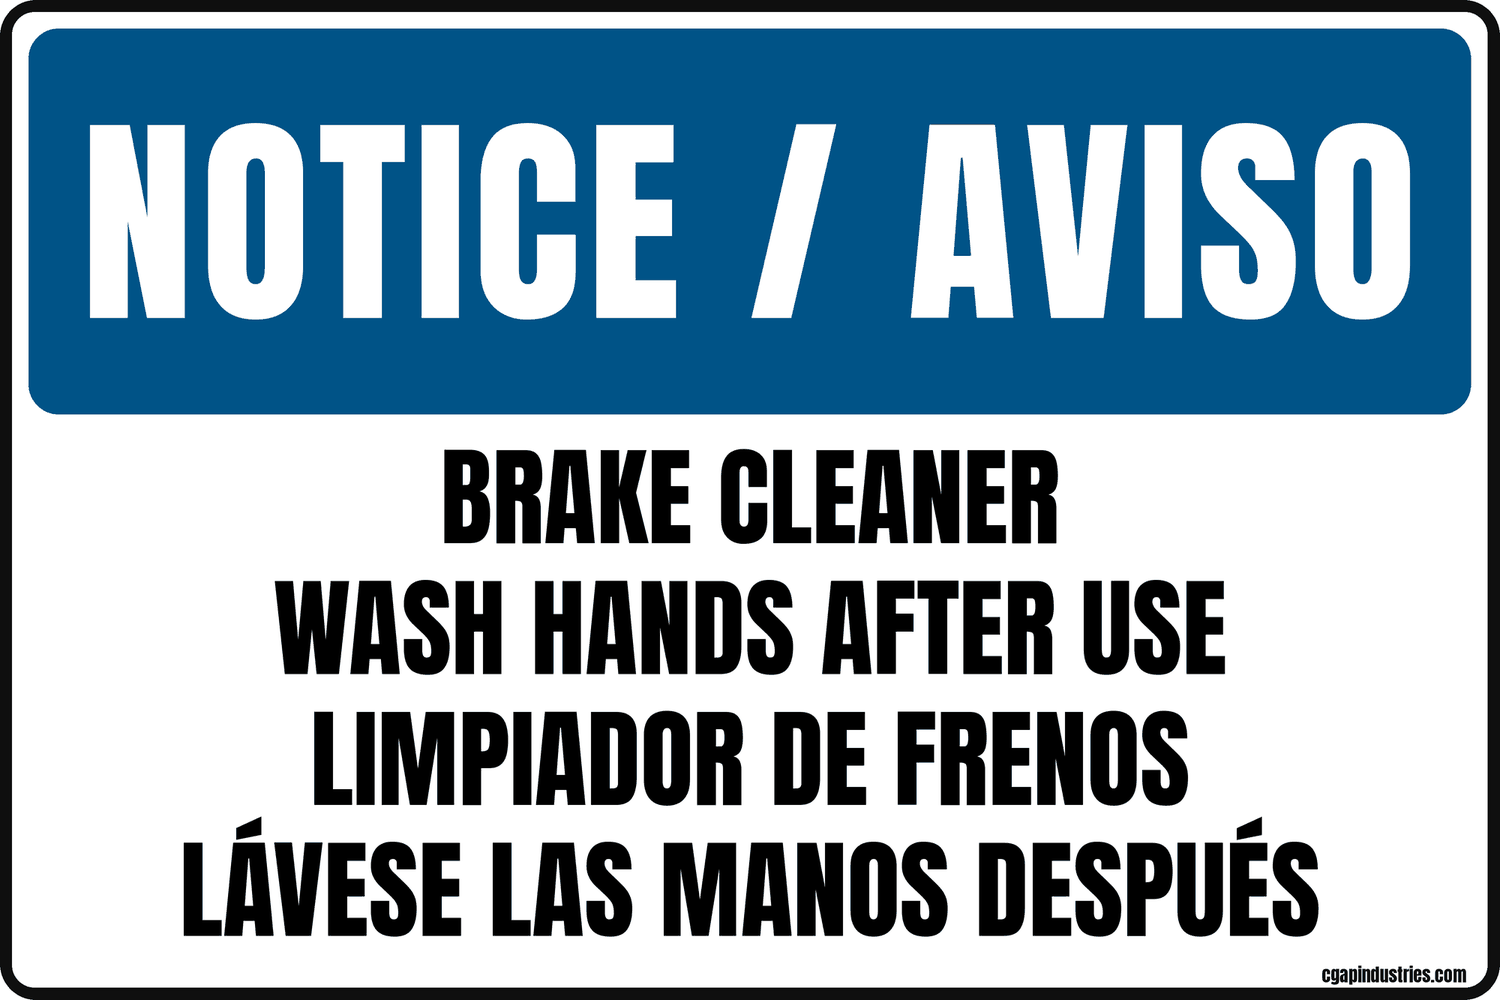 NOTICE / AVISO
BRAKE CLEANER
WASH HANDS AFTER USE
LIMPIADOR DE FRENOS
LÁVESE LAS MANOS DESPUÉS
cgapindustries.com